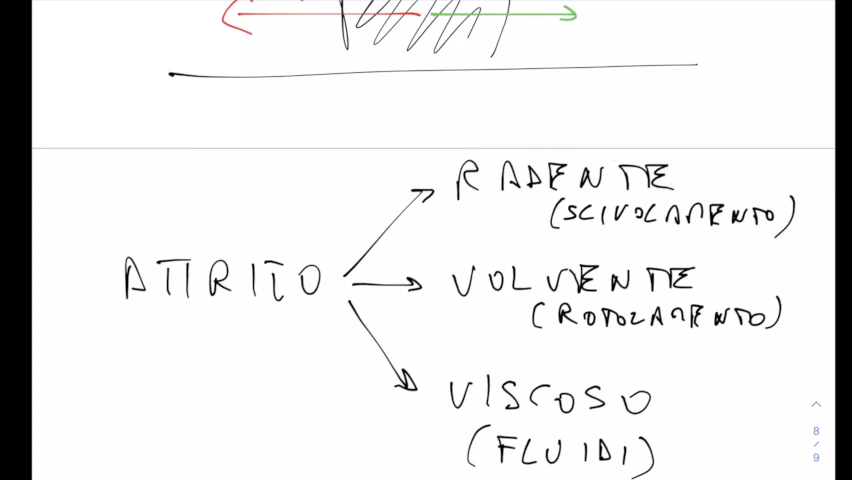 RADENTE
(SCIVOLAMENTO)
ATTRITO
VOLVENTE
(ROTOLAMENTO)
VISCOSO
(FLUIDI)
8
/
9